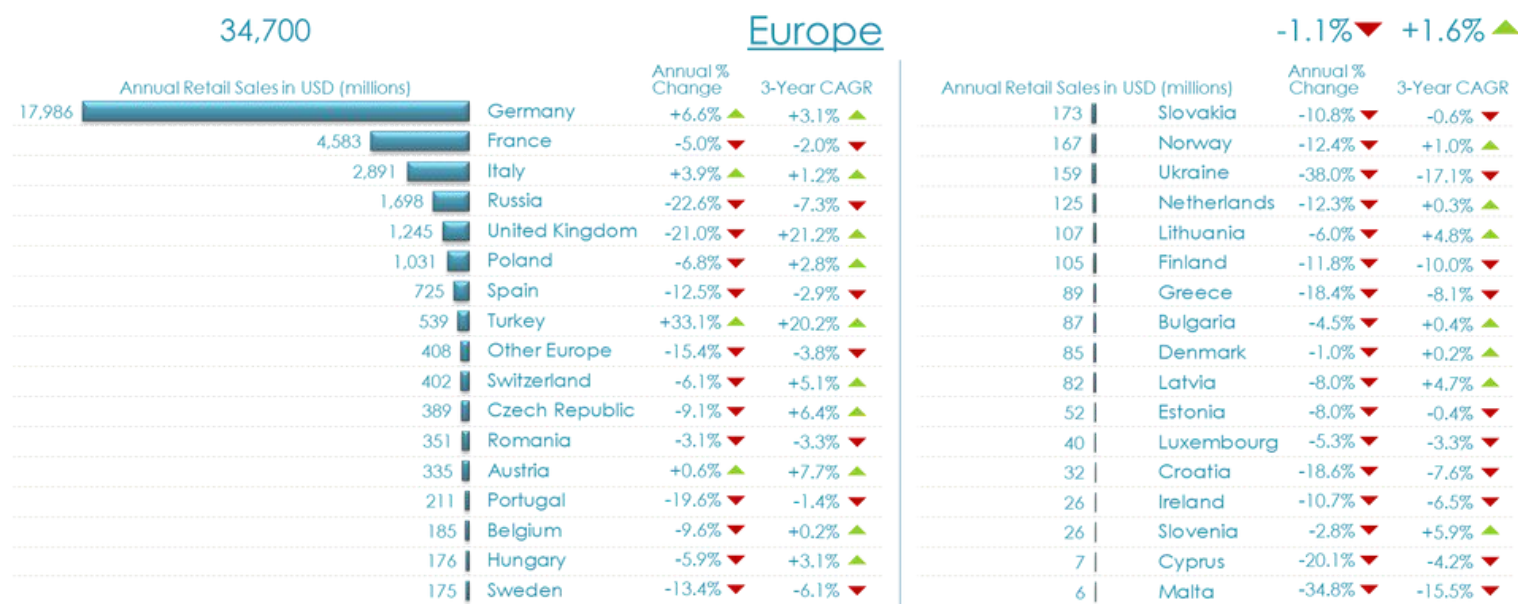 34,700 Europe -1.1% +1.6%
Annual Retail Sales in USD (millions) Annual % Change 3-Year CAGR
17,986 Germany +6.6% +3.1%
4,583 France -5.0% -2.0%
2,891 Italy +3.9% +1.2%
1,698 Russia -22.6% -7.3%
1,245 United Kingdom -21.0% +21.2%
1,031 Poland -6.8% +2.8%
725 Spain -12.5% -2.9%
539 Turkey +33.1% +20.2%
408 Other Europe -15.4% -3.8%
402 Switzerland -6.1% +5.1%
389 Czech Republic -9.1% +6.4%
351 Romania -3.1% -3.3%
335 Austria +0.6% +7.7%
211 Portugal -19.6% -1.4%
185 Belgium -9.6% +0.2%
176 Hungary -5.9% +3.1%
175 Sweden -13.4% -6.1%
Annual Retail Sales in USD (millions) Annual % Change 3-Year CAGR
173 Slovakia -10.8% -0.6%
167 Norway -12.4% +1.0%
159 Ukraine -38.0% -17.1%
125 Netherlands -12.3% +0.3%
107 Lithuania -6.0% +4.8%
105 Finland -11.8% -10.0%
89 Greece -18.4% -8.1%
87 Bulgaria -4.5% +0.4%
85 Denmark -1.0% +0.2%
82 Latvia -8.0% +4.7%
52 Estonia -8.0% -0.4%
40 Luxembourg -5.3% -3.3%
32 Croatia -18.6% -7.6%
26 Ireland -10.7% -6.5%
26 Slovenia -2.8% +5.9%
7 Cyprus -20.1% -4.2%
6 Malta -34.8% -15.5%